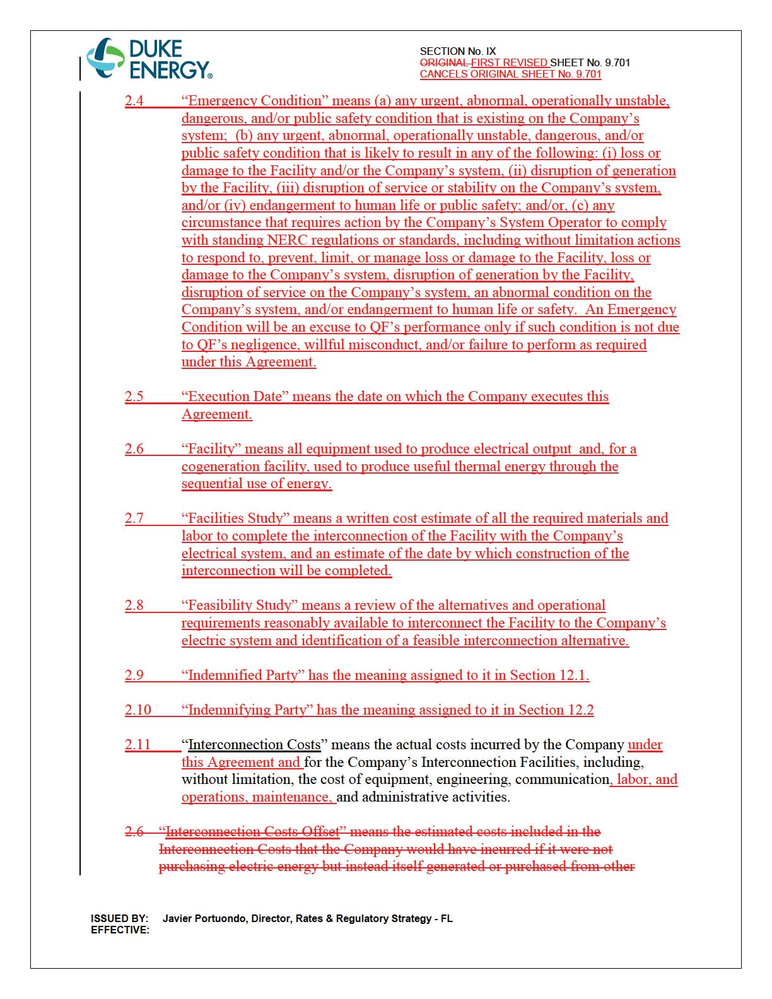 DUKE
ENERGY®
SECTION No. IX
ORIGINAL FIRST REVISED SHEET No. 9.701
CANCELS ORIGINAL SHEET No. 9.701
2.4 “Emergency Condition” means (a) any urgent, abnormal, operationally unstable,
dangerous, and/or public safety condition that is existing on the Company’s
system;  (b) any urgent, abnormal, operationally unstable, dangerous, and/or
public safety condition that is likely to result in any of the following: (i) loss or
damage to the Facility and/or the Company’s system, (ii) disruption of generation
by the Facility, (iii) disruption of service or stability on the Company’s system,
and/or (iv) endangerment to human life or public safety; and/or, (c) any
circumstance that requires action by the Company’s System Operator to comply
with standing NERC regulations or standards, including without limitation actions
to respond to, prevent, limit, or manage loss or damage to the Facility, loss or
damage to the Company’s system, disruption of generation by the Facility,
disruption of service on the Company’s system, an abnormal condition on the
Company’s system, and/or endangerment to human life or safety.  An Emergency
Condition will be an excuse to QF’s performance only if such condition is not due
to QF’s negligence, willful misconduct, and/or failure to perform as required
under this Agreement.
2.5 “Execution Date” means the date on which the Company executes this
Agreement.
2.6 “Facility” means all equipment used to produce electrical output  and, for a
cogeneration facility, used to produce useful thermal energy through the
sequential use of energy.
2.7 “Facilities Study” means a written cost estimate of all the required materials and
labor to complete the interconnection of the Facility with the Company’s
electrical system, and an estimate of the date by which construction of the
interconnection will be completed.
2.8 “Feasibility Study” means a review of the alternatives and operational
requirements reasonably available to interconnect the Facility to the Company’s
electric system and identification of a feasible interconnection alternative.
2.9 “Indemnified Party” has the meaning assigned to it in Section 12.1.
2.10 “Indemnifying Party” has the meaning assigned to it in Section 12.2
2.11 “Interconnection Costs” means the actual costs incurred by the Company under
this Agreement and for the Company’s Interconnection Facilities, including,
without limitation, the cost of equipment, engineering, communication, labor, and
operations, maintenance, and administrative activities.
2.6 “Interconnection Costs Offset” means the estimated costs included in the
Interconnection Costs that the Company would have incurred if it were not
purchasing electric energy but instead itself generated or purchased from other
ISSUED BY: Javier Portuondo, Director, Rates & Regulatory Strategy - FL
EFFECTIVE: